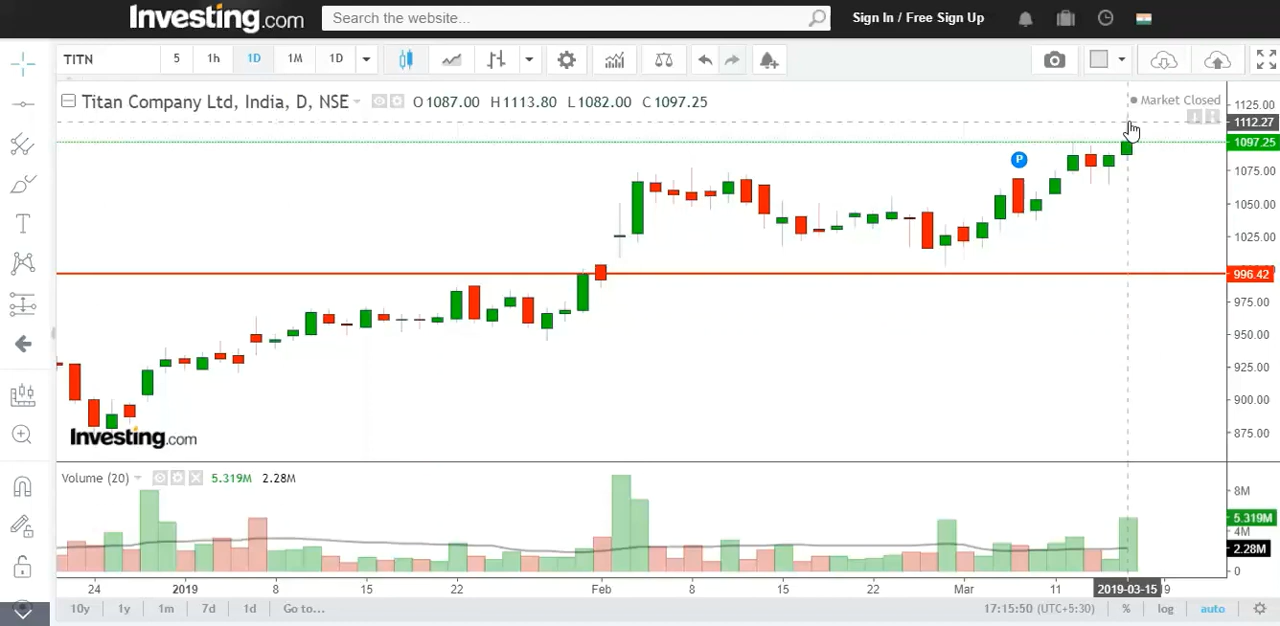 Investing.com
Search the website...
Sign In / Free Sign Up
TITN
5
1h
1D
1M
1D
Titan Company Ltd, India, D, NSE
O 1087.00 H 1113.80 L 1082.00 C 1097.25
Market Closed
1125.00
1112.27
1097.25
P
1075.00
1050.00
1025.00
996.42
975.00
950.00
925.00
900.00
875.00
Investing.com
Volume (20)
5.319M
2.28M
8M
5.319M
4M
2.28M
0
24
2019
8
15
22
Feb
8
15
22
Mar
11
2019-03-15
9
10y
1y
1m
7d
1d
Go to...
17:15:50 (UTC+5:30)
%
log
auto